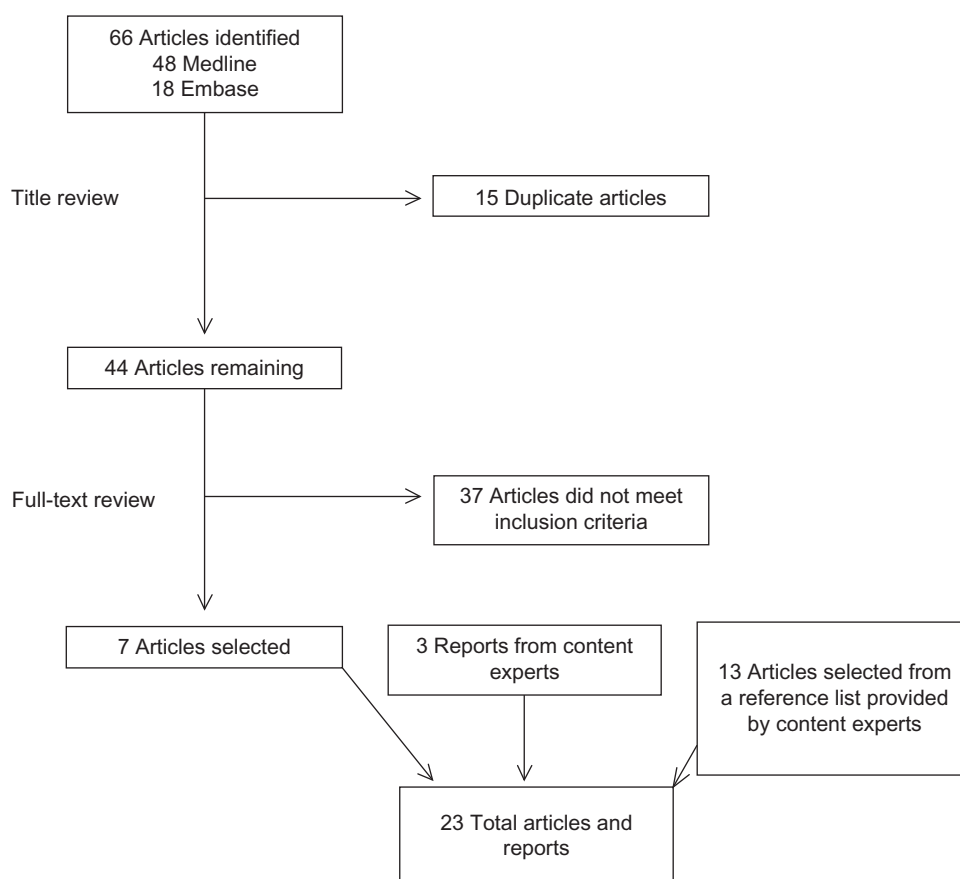 66 Articles identified
48 Medline
18 Embase
Title review
15 Duplicate articles
44 Articles remaining
Full-text review
37 Articles did not meet
inclusion criteria
7 Articles selected
3 Reports from content
experts
13 Articles selected from
a reference list provided
by content experts
23 Total articles and
reports